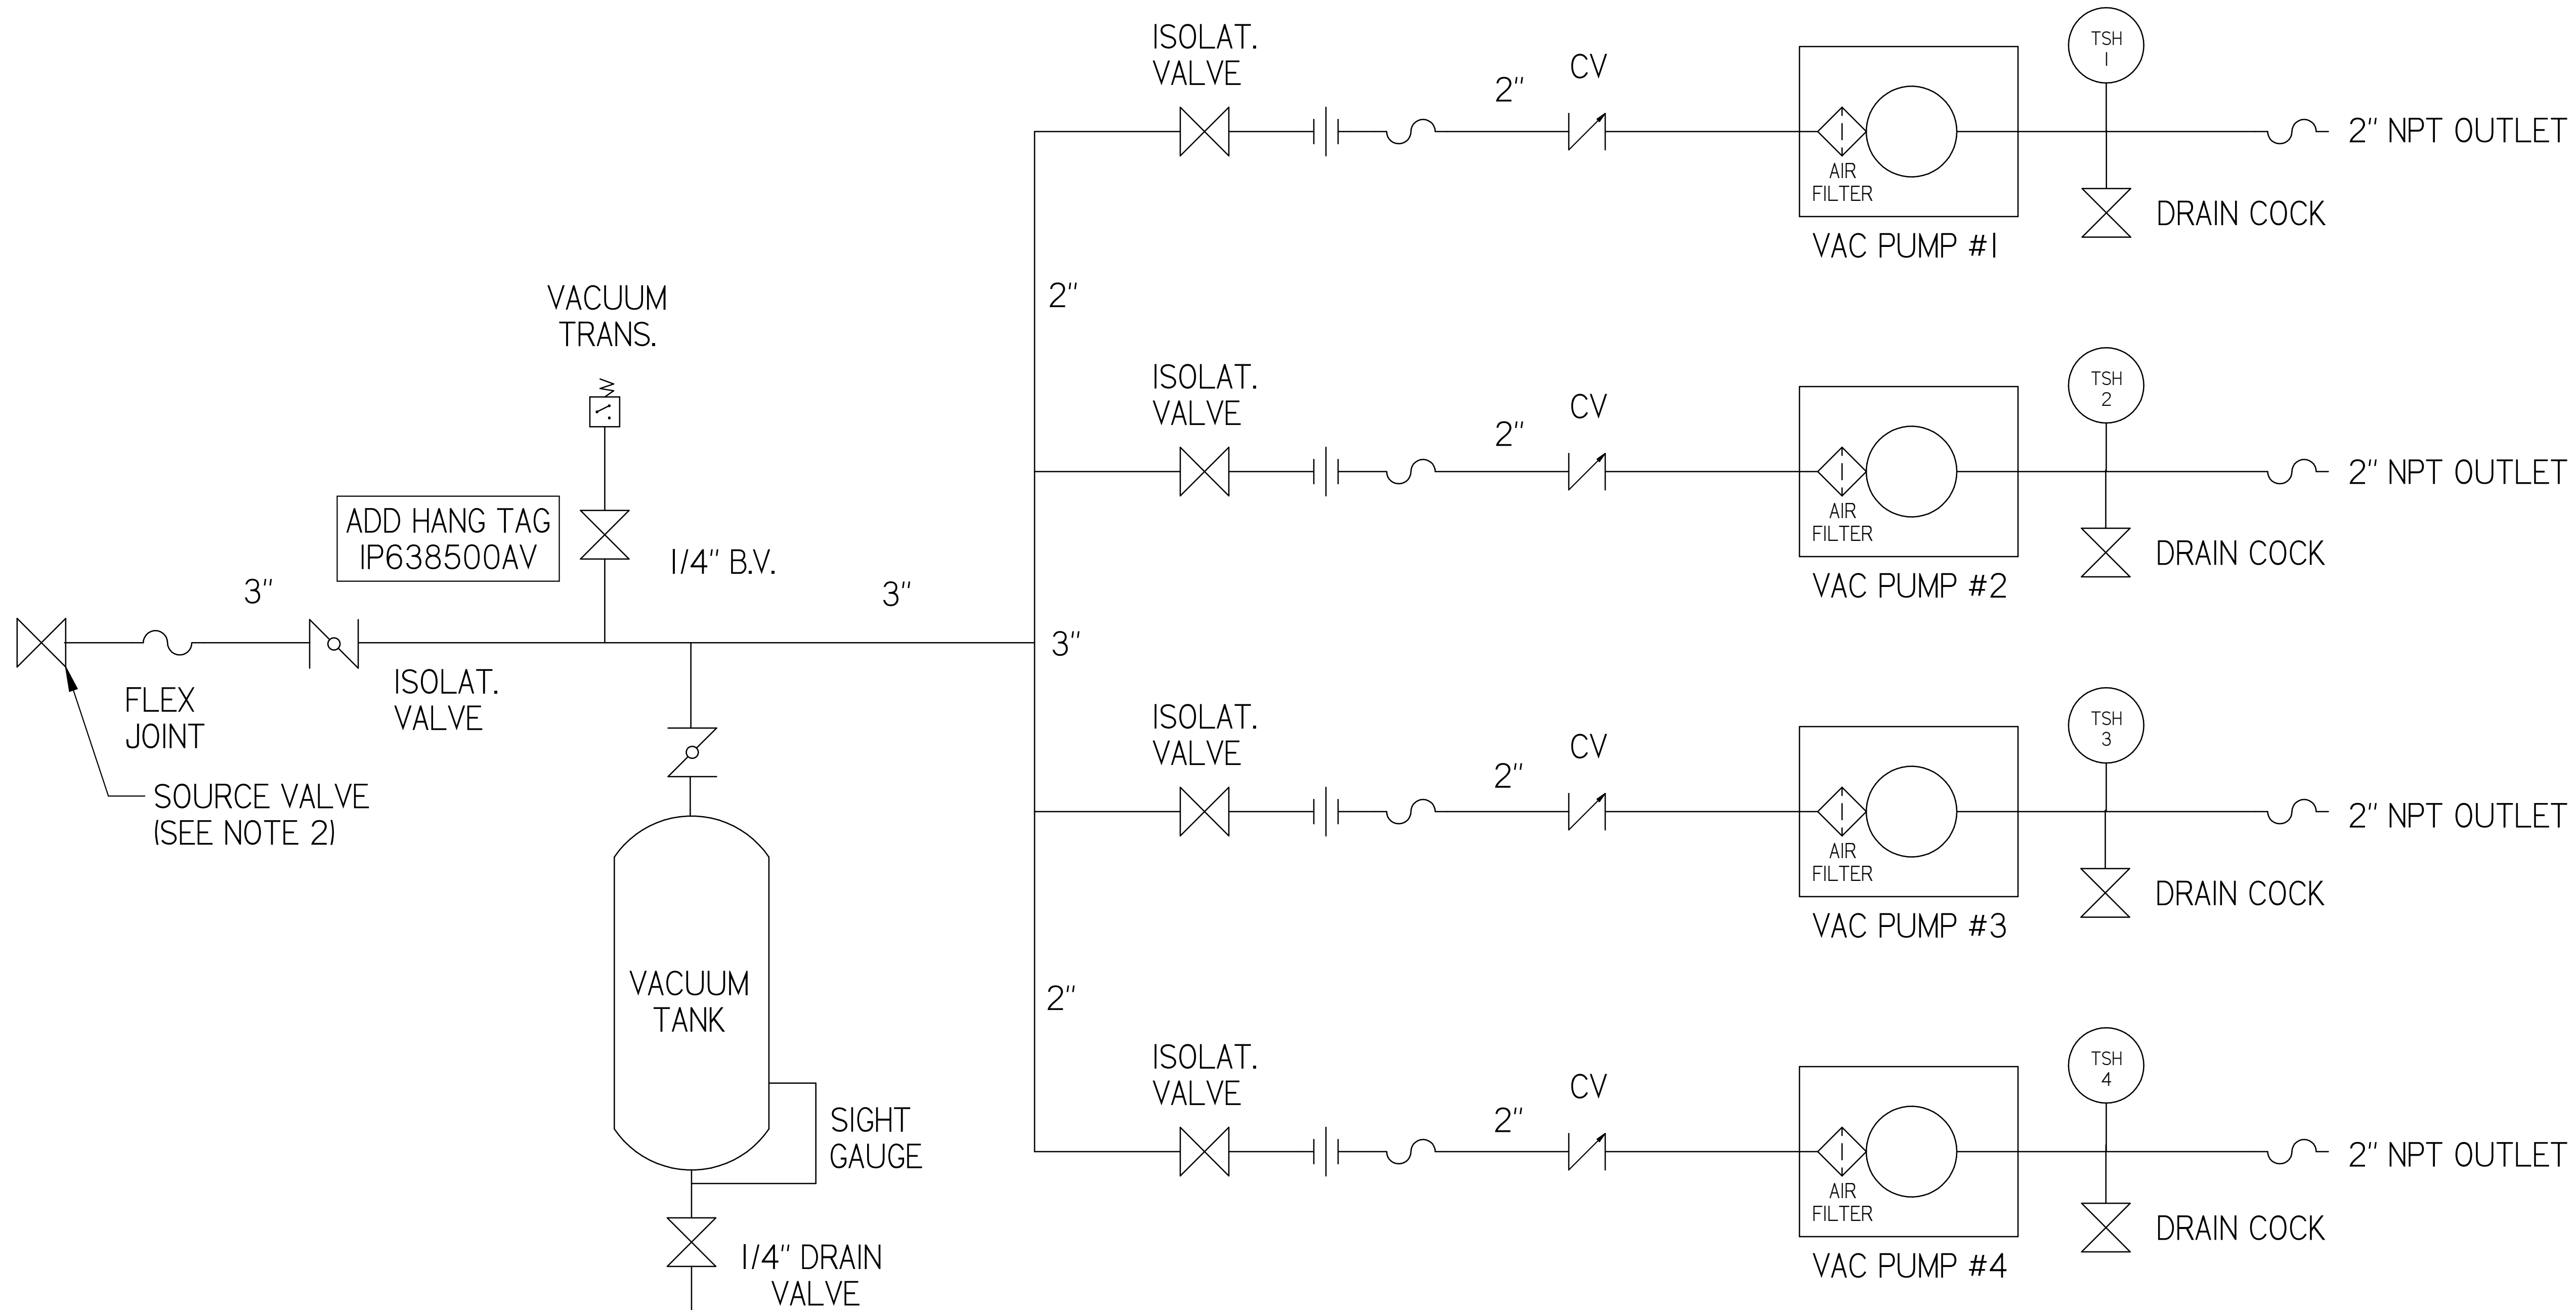 ISOLAT.
VALVE
2"
CV
TSH
1
2" NPT OUTLET
AIR
FILTER
DRAIN COCK
VAC PUMP #1
2"
VACUUM
TRANS.
ISOLAT.
VALVE
2"
CV
TSH
2
2" NPT OUTLET
AIR
FILTER
DRAIN COCK
VAC PUMP #2
ADD HANG TAG
IP638500AV
1/4" B.V.
3"
3"
3"
FLEX
JOINT
ISOLAT.
VALVE
SOURCE VALVE
(SEE NOTE 2)
ISOLAT.
VALVE
2"
CV
TSH
3
2" NPT OUTLET
AIR
FILTER
DRAIN COCK
VAC PUMP #3
VACUUM
TANK
2"
SIGHT
GAUGE
1/4" DRAIN
VALVE
ISOLAT.
VALVE
2"
CV
TSH
4
2" NPT OUTLET
AIR
FILTER
DRAIN COCK
VAC PUMP #4